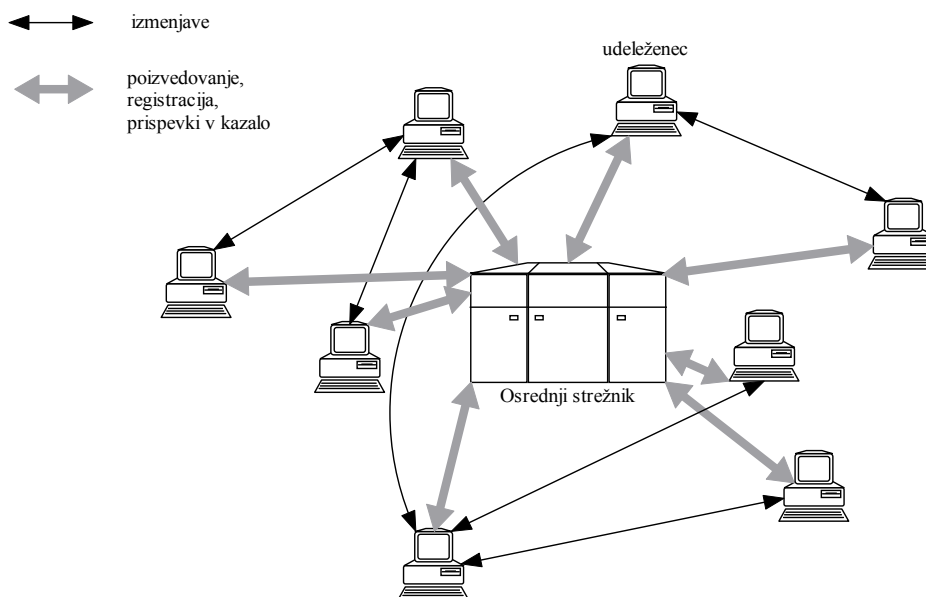 izmenjave
poizvedovanje,
registracija,
prispevki v kazalo
udeleženec
Osrednji strežnik